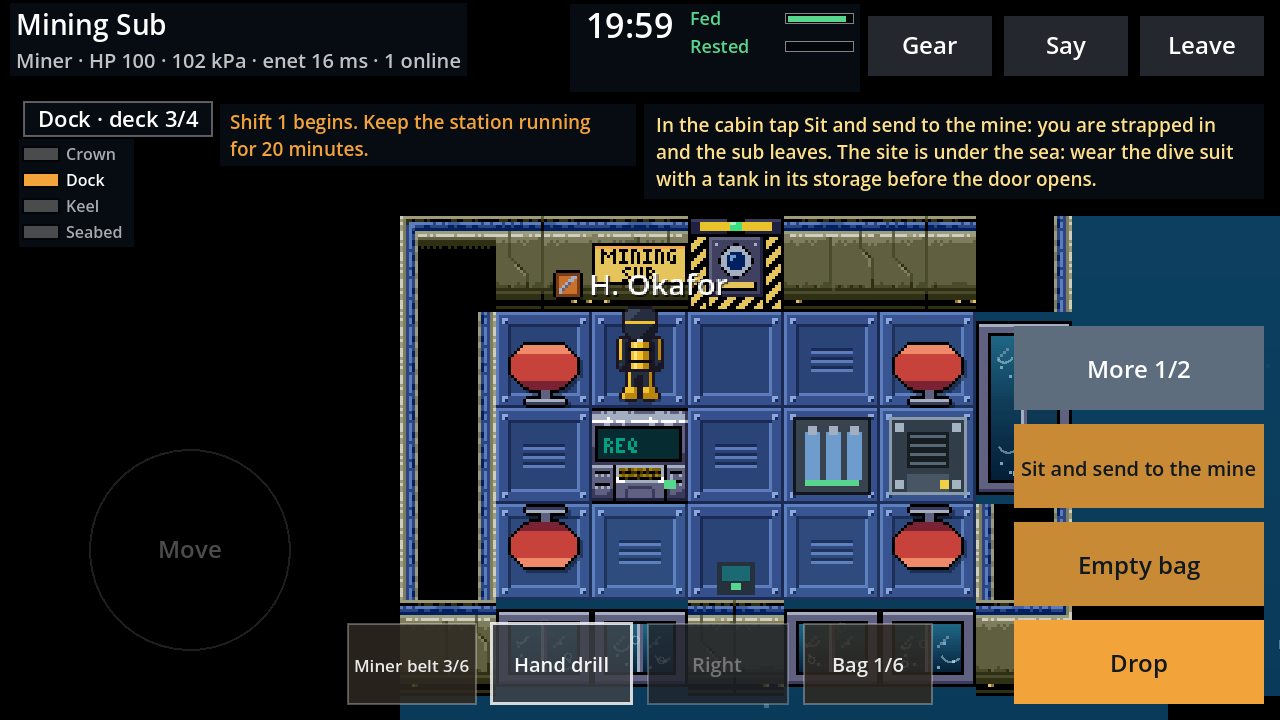 Mining Sub
Miner · HP 100 · 102 kPa · enet 16 ms · 1 online
19:59
Fed
Rested
Gear
Say
Leave
Dock · deck 3/4
Crown
Dock
Keel
Seabed
Shift 1 begins. Keep the station running
for 20 minutes.
In the cabin tap Sit and send to the mine: you are strapped in
and the sub leaves. The site is under the sea: wear the dive suit
with a tank in its storage before the door opens.
MINING
SUB
H. Okafor
REQ
More 1/2
Sit and send to the mine
Empty bag
Drop
Move
Miner belt 3/6
Hand drill
Right
Bag 1/6